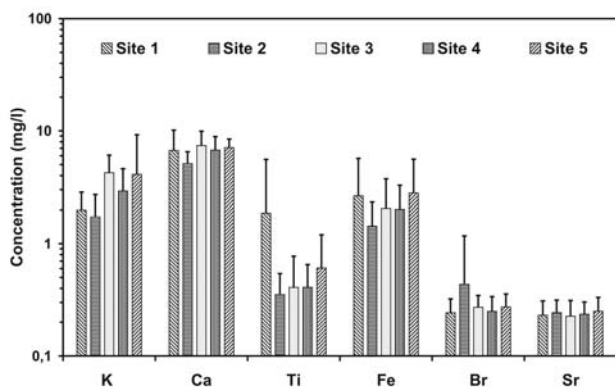 100
Site 1 Site 2 Site 3 Site 4 Site 5
10
1
0,1
Concentration (mg/l)
K Ca Ti Fe Br Sr